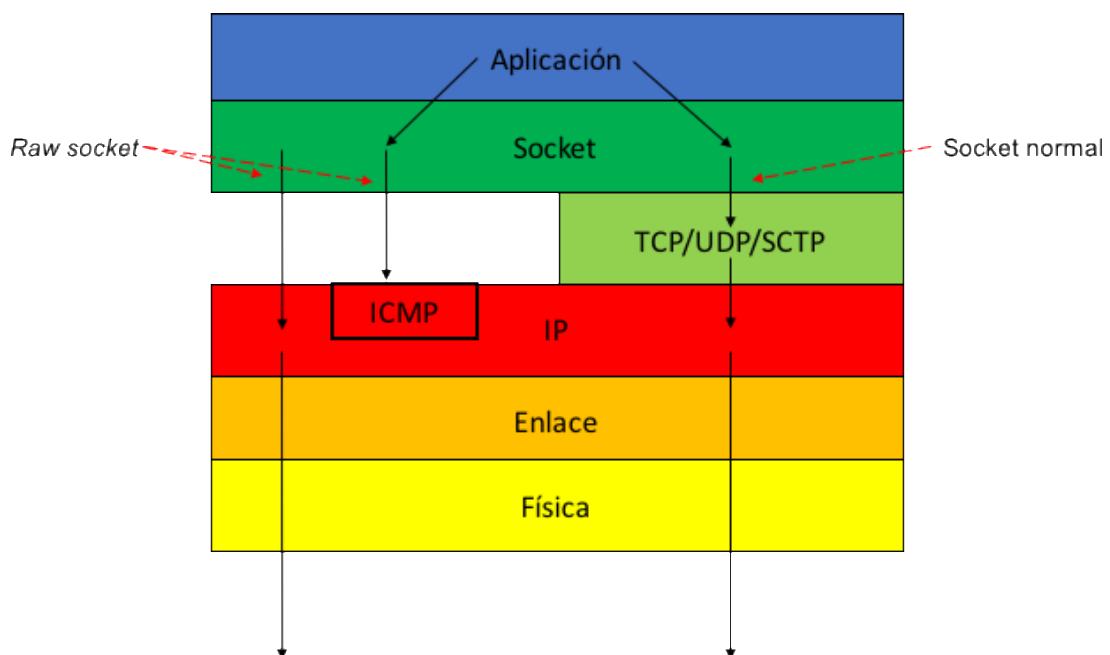 Aplicación
Raw socket
Socket
Socket normal
TCP/UDP/SCTP
ICMP
IP
Enlace
Física